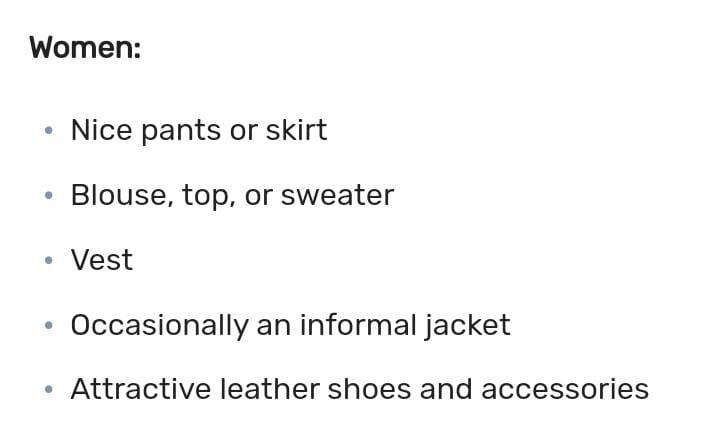 Women:
• Nice pants or skirt
• Blouse, top, or sweater
• Vest
• Occasionally an informal jacket
• Attractive leather shoes and accessories